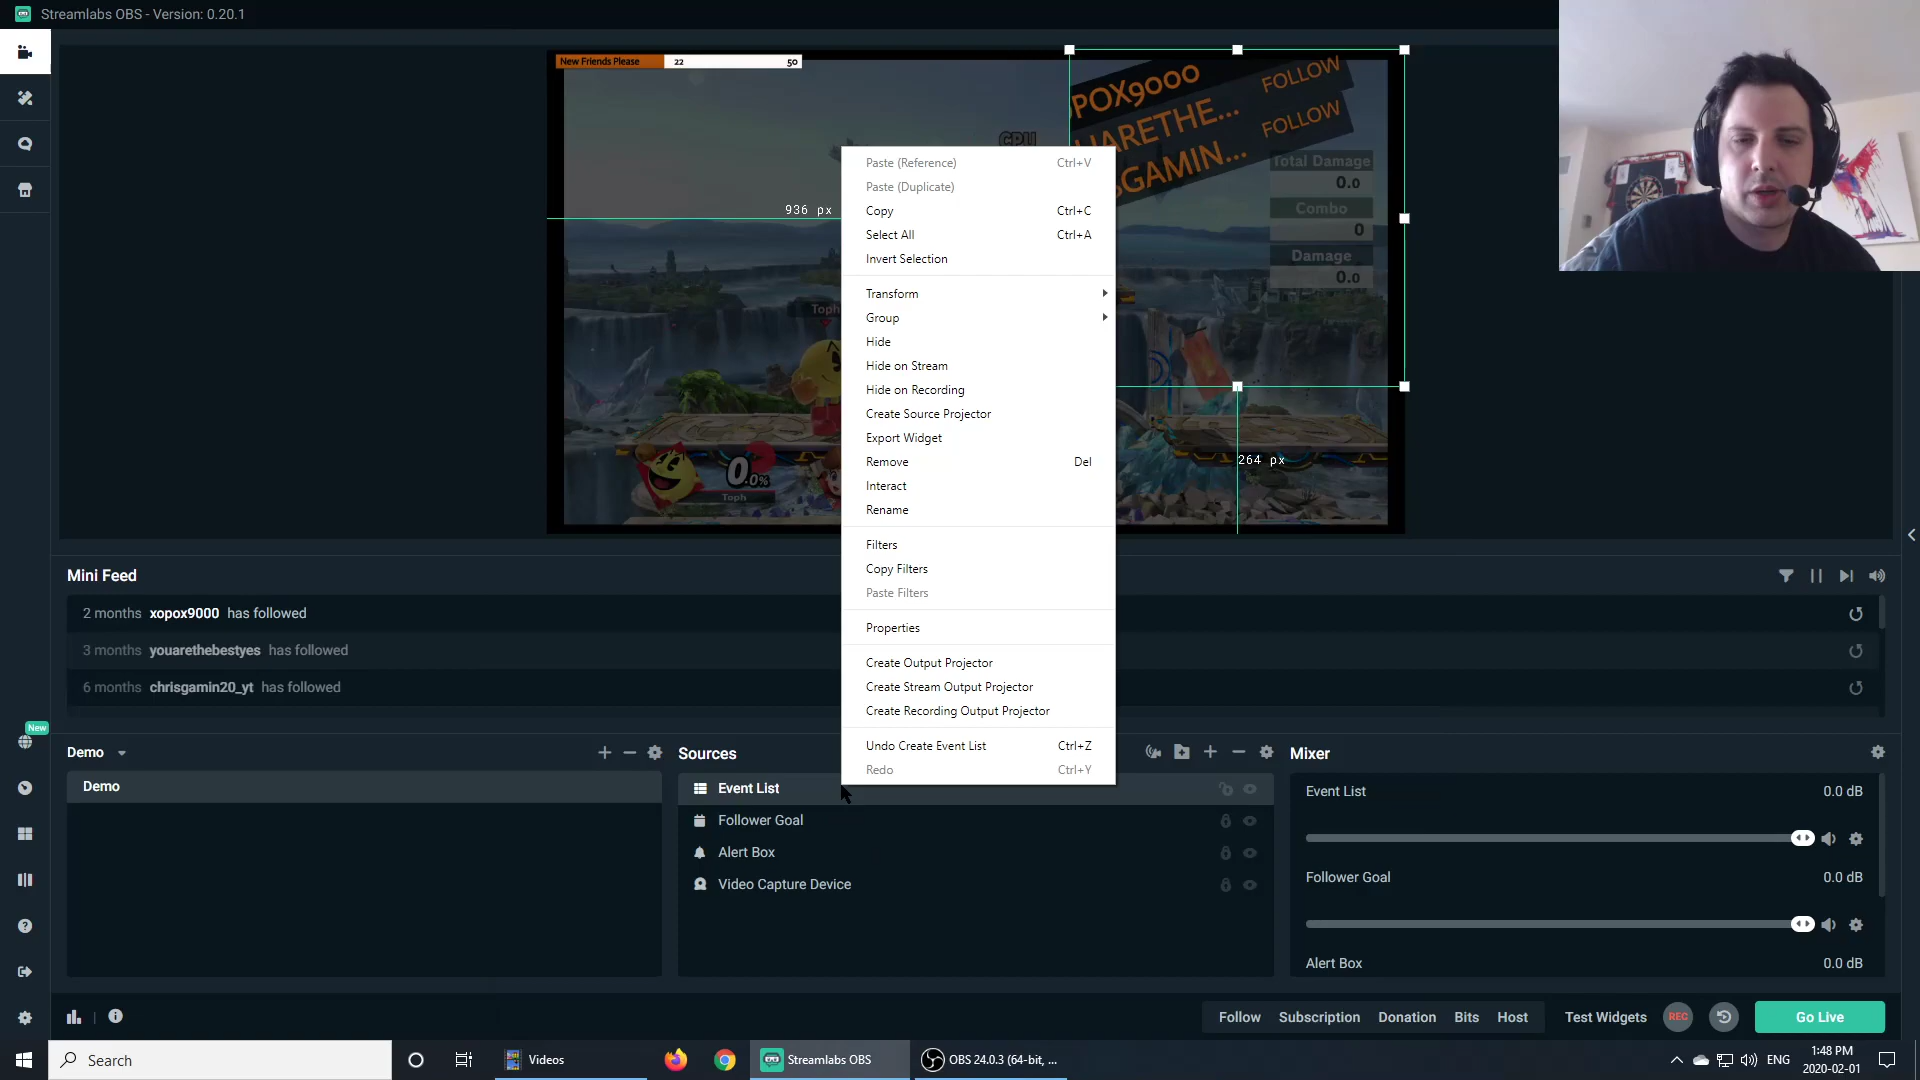 Streamlabs OBS - Version: 0.20.1
New Friends Please 22 50
POX9000 FOLLOW
UARETHE... FOLLOW
SGAMIN...
CPU
Total Damage
0.0
Combo
0
Damage
0.0
936 px
264 px
Toph
0.0%
Toph
Paste (Reference) Ctrl+V
Paste (Duplicate)
Copy Ctrl+C
Select All Ctrl+A
Invert Selection
Transform
Group
Hide
Hide on Stream
Hide on Recording
Create Source Projector
Export Widget
Remove Del
Interact
Rename
Filters
Copy Filters
Paste Filters
Properties
Create Output Projector
Create Stream Output Projector
Create Recording Output Projector
Undo Create Event List Ctrl+Z
Redo Ctrl+Y
Mini Feed
2 months xopox9000 has followed
3 months youarethebestyes has followed
6 months chrisgamin20_yt has followed
New
Demo
Demo
Sources
Event List
Follower Goal
Alert Box
Video Capture Device
Mixer
Event List 0.0 dB
Follower Goal 0.0 dB
Alert Box 0.0 dB
Follow Subscription Donation Bits Host Test Widgets REC Go Live
Search Videos Streamlabs OBS OBS 24.0.3 (64-bit, ... ENG
1:48 PM
2020-02-01